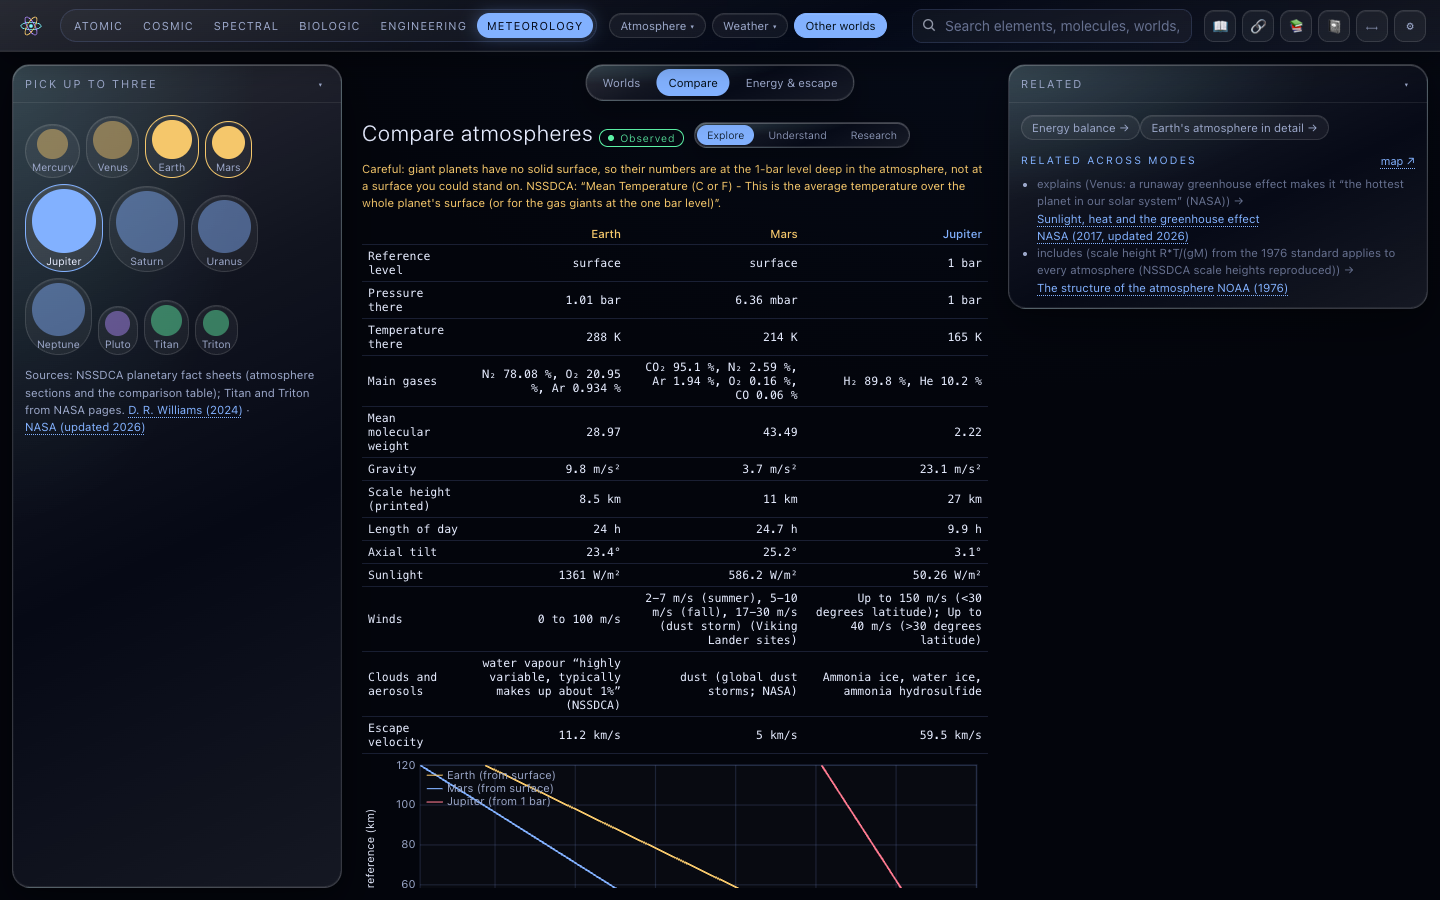 ATOMIC COSMIC SPECTRAL BIOLOGIC ENGINEERING METEOROLOGY Atmosphere ▾ Weather ▾ Other worlds Search elements, molecules, worlds,
PICK UP TO THREE
Mercury Venus Earth Mars
Jupiter Saturn Uranus
Neptune Pluto Titan Triton
Sources: NSSDCA planetary fact sheets (atmosphere
sections and the comparison table); Titan and Triton
from NASA pages. D. R. Williams (2024) ·
NASA (updated 2026)
Worlds Compare Energy & escape
Compare atmospheres Observed Explore Understand Research
Careful: giant planets have no solid surface, so their numbers are at the 1-bar level deep in the atmosphere, not at
a surface you could stand on. NSSDCA: “Mean Temperature (C or F) - This is the average temperature over the
whole planet's surface (or for the gas giants at the one bar level)”.
Earth Mars Jupiter
Reference
level surface surface 1 bar
Pressure
there 1.01 bar 6.36 mbar 1 bar
Temperature
there 288 K 214 K 165 K
Main gases N₂ 78.08 %, O₂ 20.95
%, Ar 0.934 % CO₂ 95.1 %, N₂ 2.59 %,
Ar 1.94 %, O₂ 0.16 %,
CO 0.06 % H₂ 89.8 %, He 10.2 %
Mean
molecular
weight 28.97 43.49 2.22
Gravity 9.8 m/s² 3.7 m/s² 23.1 m/s²
Scale height
(printed) 8.5 km 11 km 27 km
Length of day 24 h 24.7 h 9.9 h
Axial tilt 23.4° 25.2° 3.1°
Sunlight 1361 W/m² 586.2 W/m² 50.26 W/m²
Winds 0 to 100 m/s 2–7 m/s (summer), 5–10
m/s (fall), 17–30 m/s
(dust storm) (Viking
Lander sites) Up to 150 m/s (<30
degrees latitude); Up to
40 m/s (>30 degrees
latitude)
Clouds and
aerosols water vapour “highly
variable, typically
makes up about 1%”
(NSSDCA) dust (global dust
storms; NASA) Ammonia ice, water ice,
ammonia hydrosulfide
Escape
velocity 11.2 km/s 5 km/s 59.5 km/s
Earth (from surface)
Mars (from surface)
Jupiter (from 1 bar)
120
100
80
60
reference (km)
RELATED
Energy balance → Earth's atmosphere in detail →
RELATED ACROSS MODES map ↗
• explains (Venus: a runaway greenhouse effect makes it “the hottest
planet in our solar system” (NASA)) →
Sunlight, heat and the greenhouse effect
NASA (2017, updated 2026)
• includes (scale height R*T/(gM) from the 1976 standard applies to
every atmosphere (NSSDCA scale heights reproduced)) →
The structure of the atmosphere NOAA (1976)